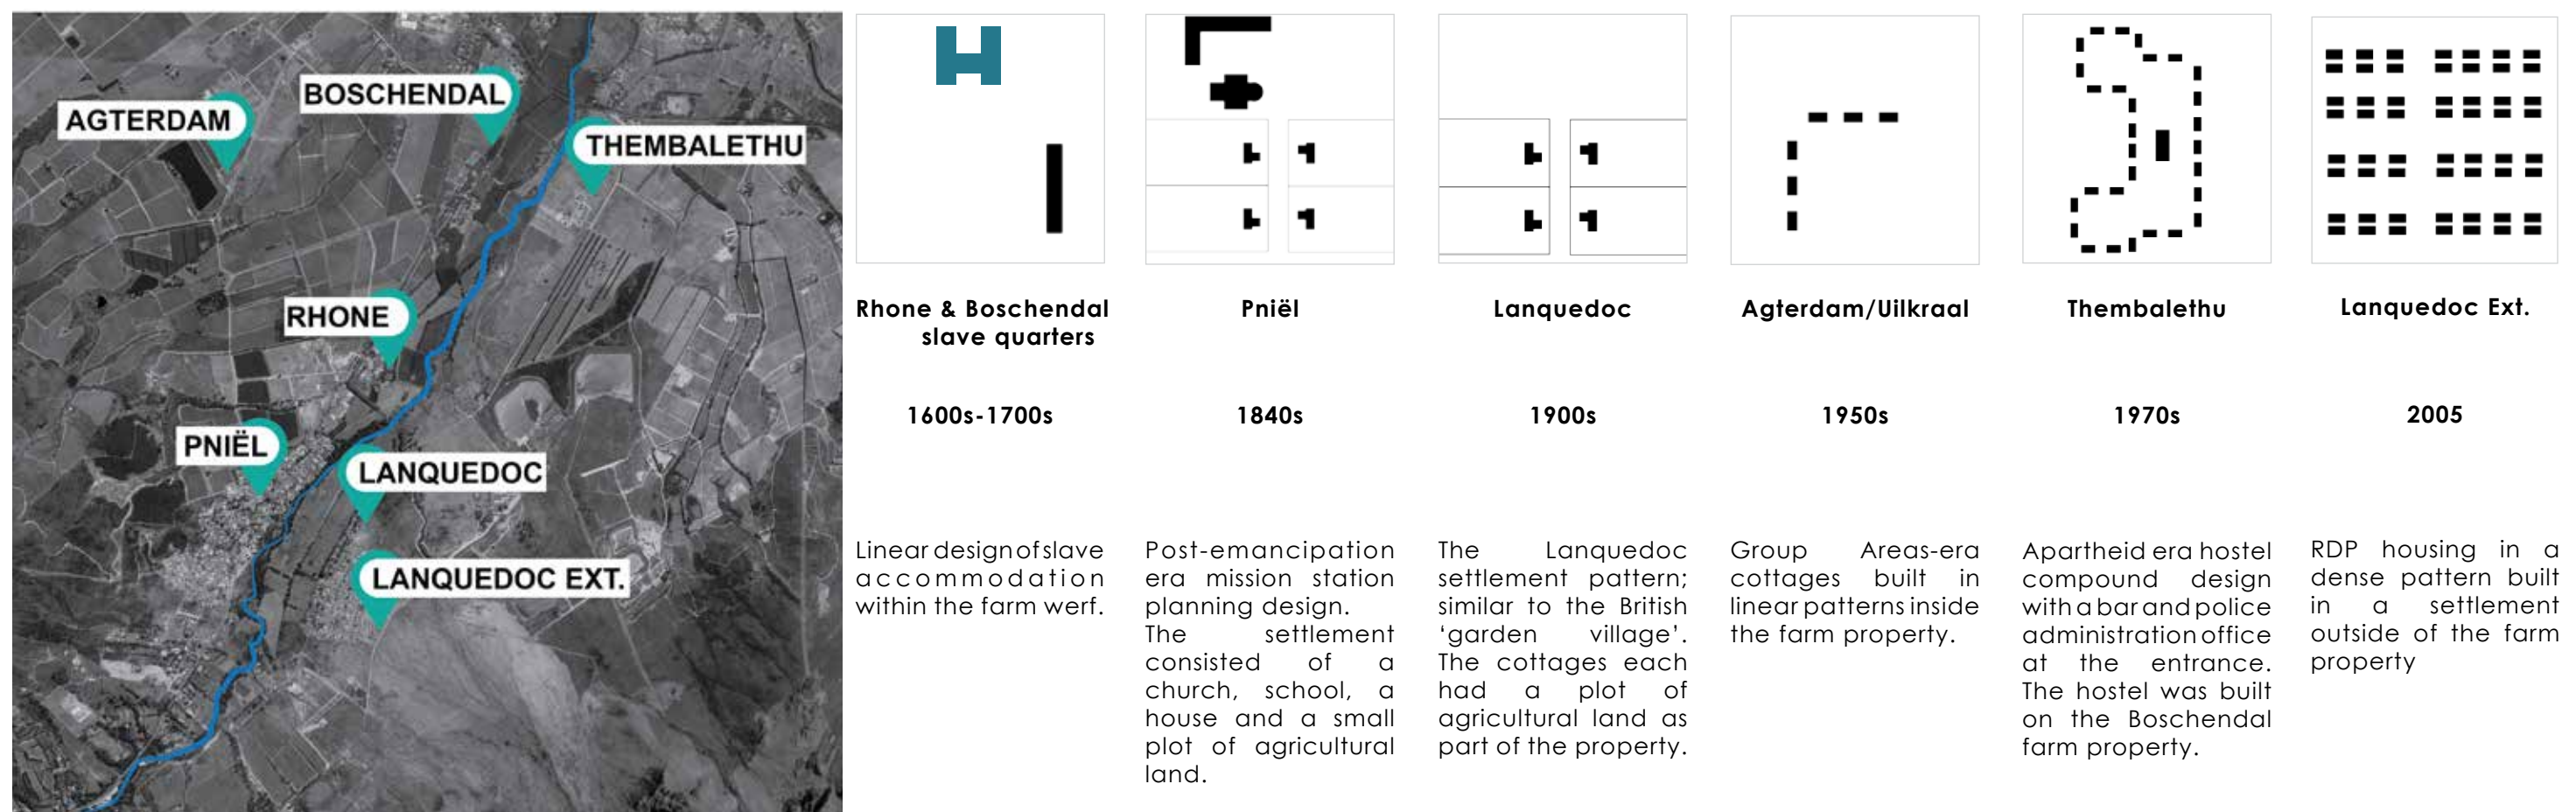 AGTERDAM
BOSCHENDAL
THEMBALETHU
RHONE
PNIËL
LANQUEDOC
LANQUEDOC EXT.
Rhone & Boschendal
slave quarters
1600s-1700s
Linear design of slave
accommodation
within the farm werf.
Pniël
1840s
Post-emancipation
era mission station
planning design.
The settlement
consisted of a
church, school, a
house and a small
plot of agricultural
land.
Lanquedoc
1900s
The Lanquedoc
settlement pattern;
similar to the British
‘garden village’.
The cottages each
had a plot of
agricultural land as
part of the property.
Agterdam/Uilkraal
1950s
Group Areas-era
cottages built in
linear patterns inside
the farm property.
Thembalethu
1970s
Apartheid era hostel
compound design
with a bar and police
administration office
at the entrance.
The hostel was built
on the Boschendal
farm property.
Lanquedoc Ext.
2005
RDP housing in a
dense pattern built
in a settlement
outside of the farm
property